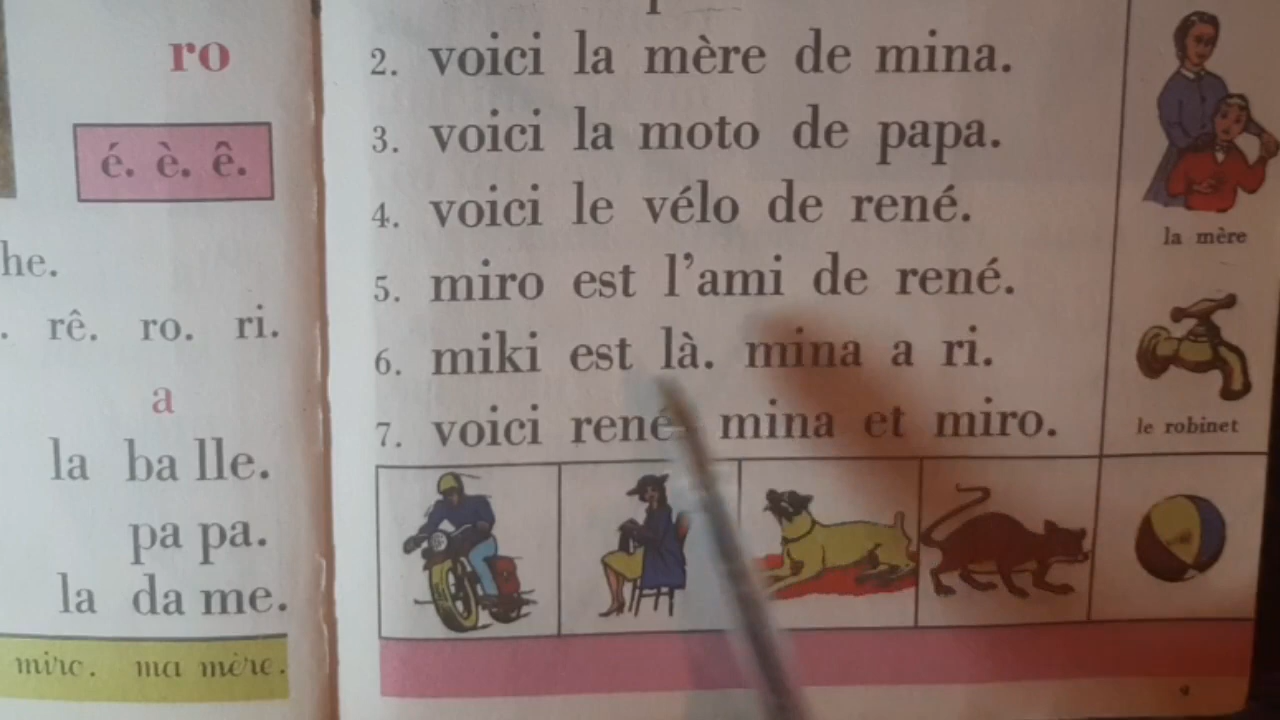 ro
é. è. ê.
he.
. rê. ro. ri.
a
la ba lle.
pa pa.
la da me.
miro. ma mère.
2. voici la mère de mina.
3. voici la moto de papa.
4. voici le vélo de rené.
5. miro est l'ami de rené.
6. miki est là. mina a ri.
7. voici rené, mina et miro.
la mère
le robinet